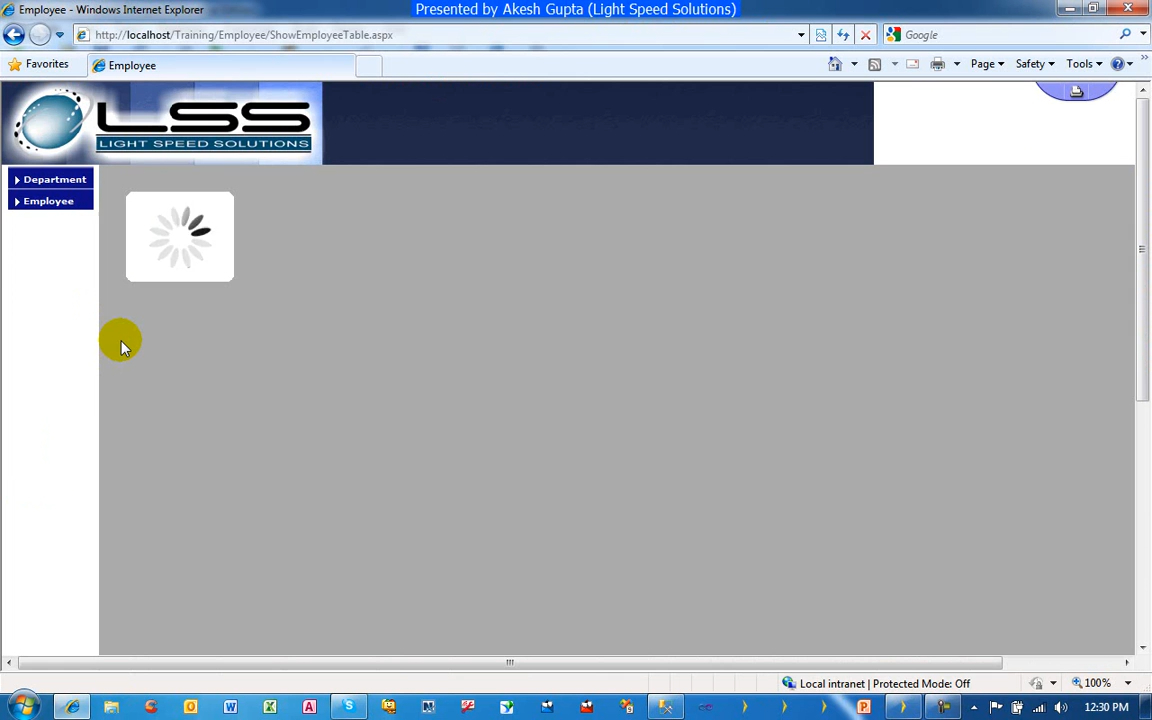 Employee - Windows Internet Explorer
Presented by Akesh Gupta (Light Speed Solutions)
http://localhost/Training/Employee/ShowEmployeeTable.aspx
Google
Favorites
Employee
Page
Safety
Tools
LSS
LIGHT SPEED SOLUTIONS
Department
Employee
Local intranet | Protected Mode: Off
100%
12:30 PM